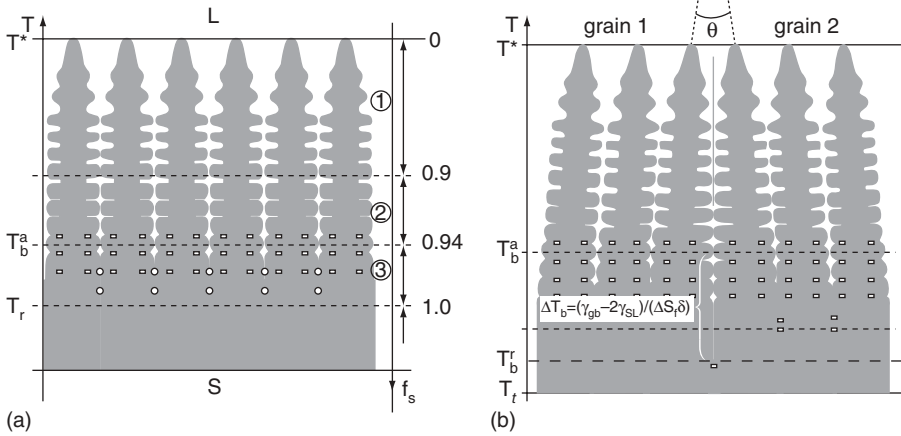 T
L
T*
0
①
0.9
②
T_b^a
0.94
③
T_r
1.0
S
f_s
(a)
T
grain 1
θ
grain 2
T*
T_b^a
ΔT_b=(γ_gb−2γ_SL)/(ΔS_fδ)
T_b^r
T_t
(b)